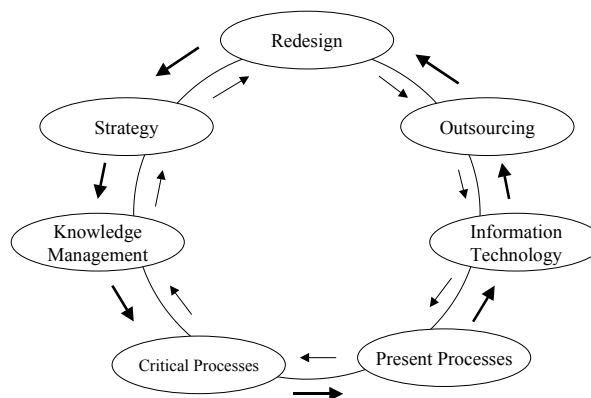 Redesign
Strategy
Outsourcing
Knowledge
Management
Information
Technology
Critical Processes
Present Processes